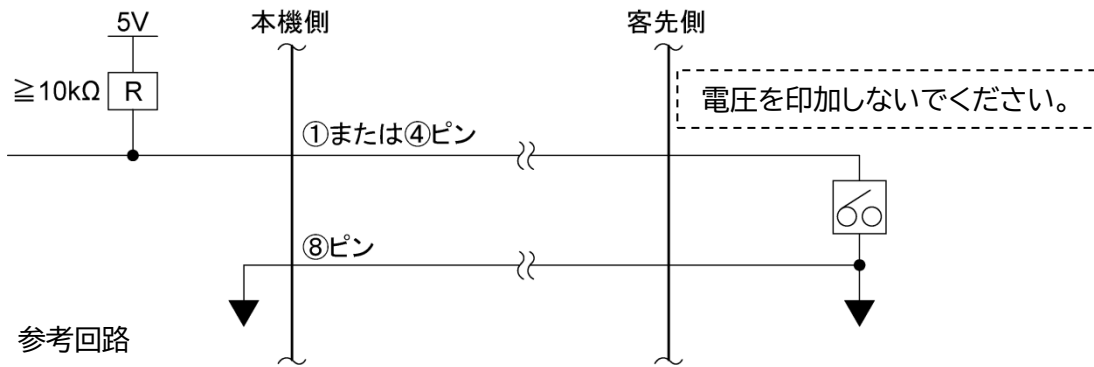 5V
本機側
客先側
≧10kΩ
R
電圧を印加しないでください。
①または④ピン
⑧ピン
参考回路